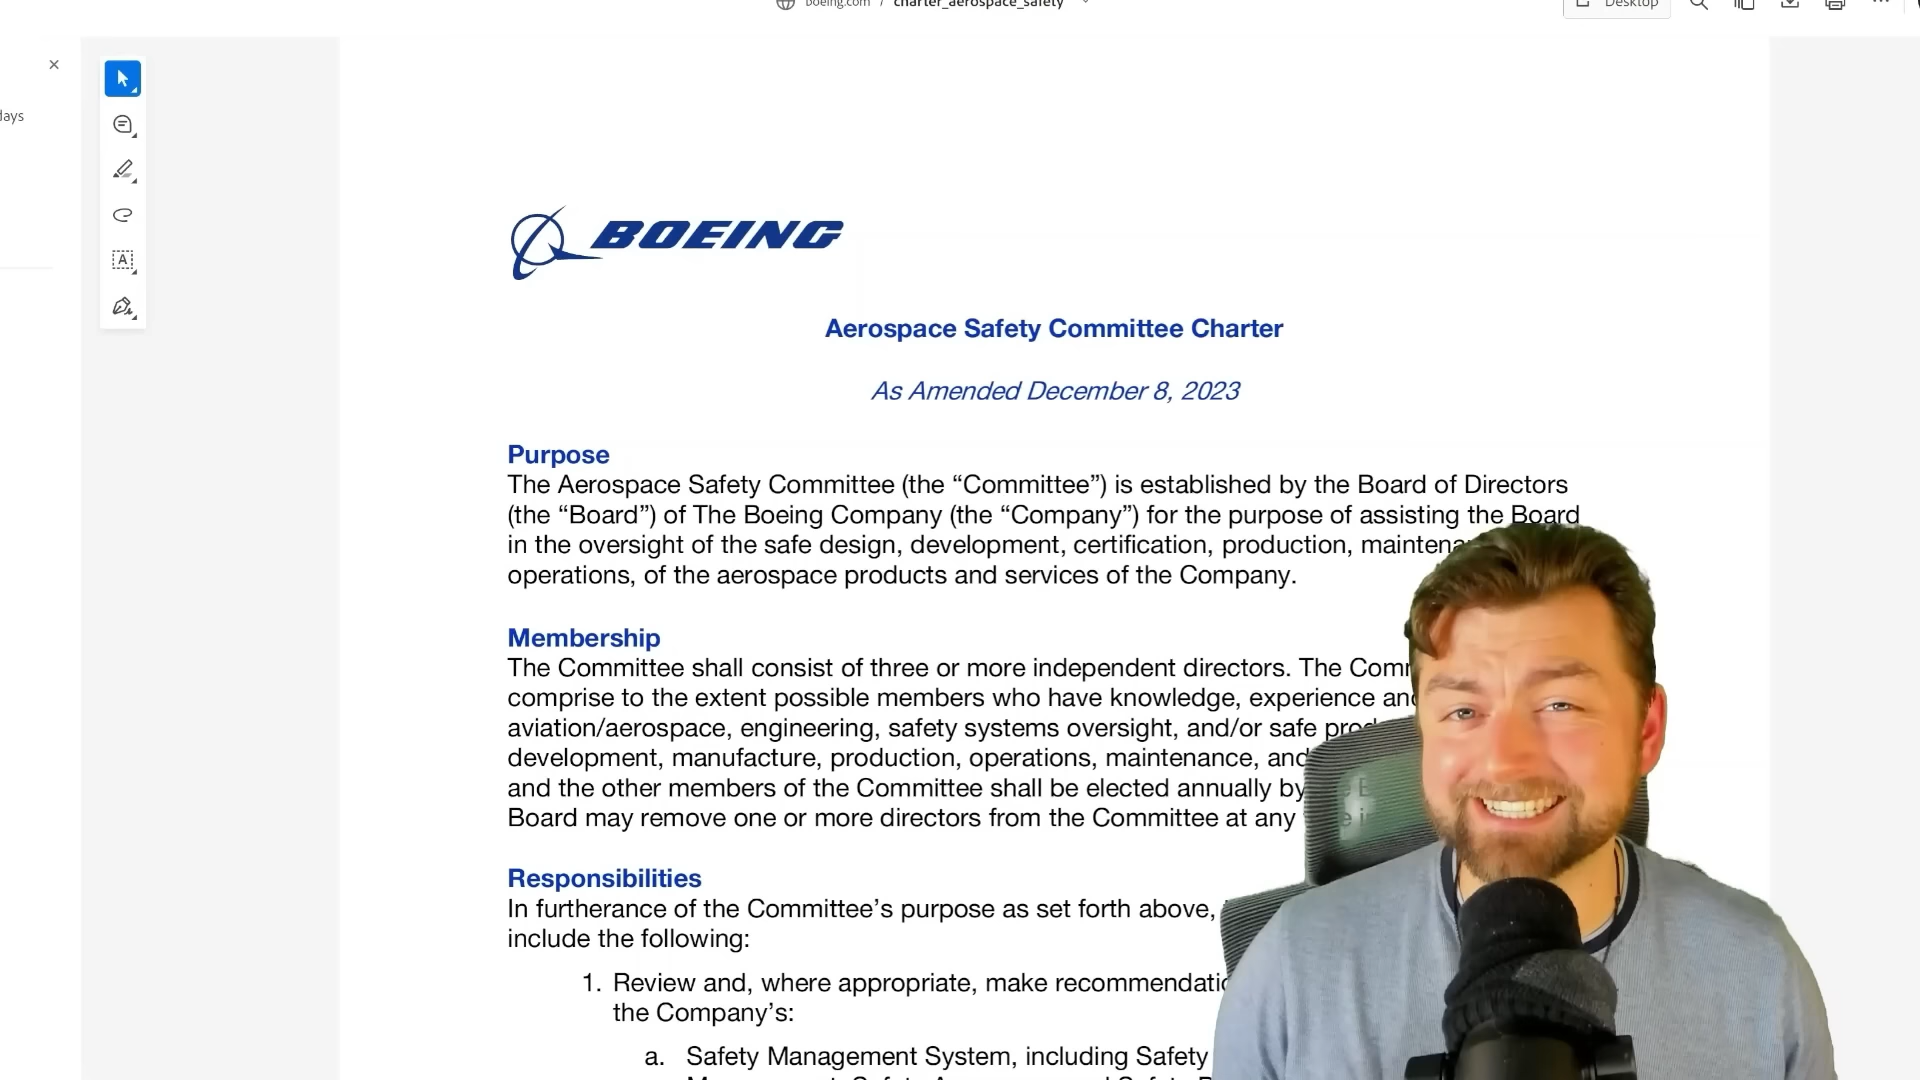 boeing.com / charter_aerospace_safety
Desktop
days
BOEING
Aerospace Safety Committee Charter
As Amended December 8, 2023
Purpose
The Aerospace Safety Committee (the “Committee”) is established by the Board of Directors
(the “Board”) of The Boeing Company (the “Company”) for the purpose of assisting the Board
in the oversight of the safe design, development, certification, production,
operations, of the aerospace products and services of the Company.
Membership
The Committee shall consist of three or more independent directors. The
comprise to the extent possible members who have knowledge, experience
aviation/aerospace, engineering, safety systems oversight, and/or safe
development, manufacture, production, operations, maintenance,
and the other members of the Committee shall be elected annually by
Board may remove one or more directors from the Committee at any
Responsibilities
In furtherance of the Committee’s purpose as set forth above,
include the following:
1. Review and, where appropriate, make
the Company’s:
a. Safety Management System, including Safety